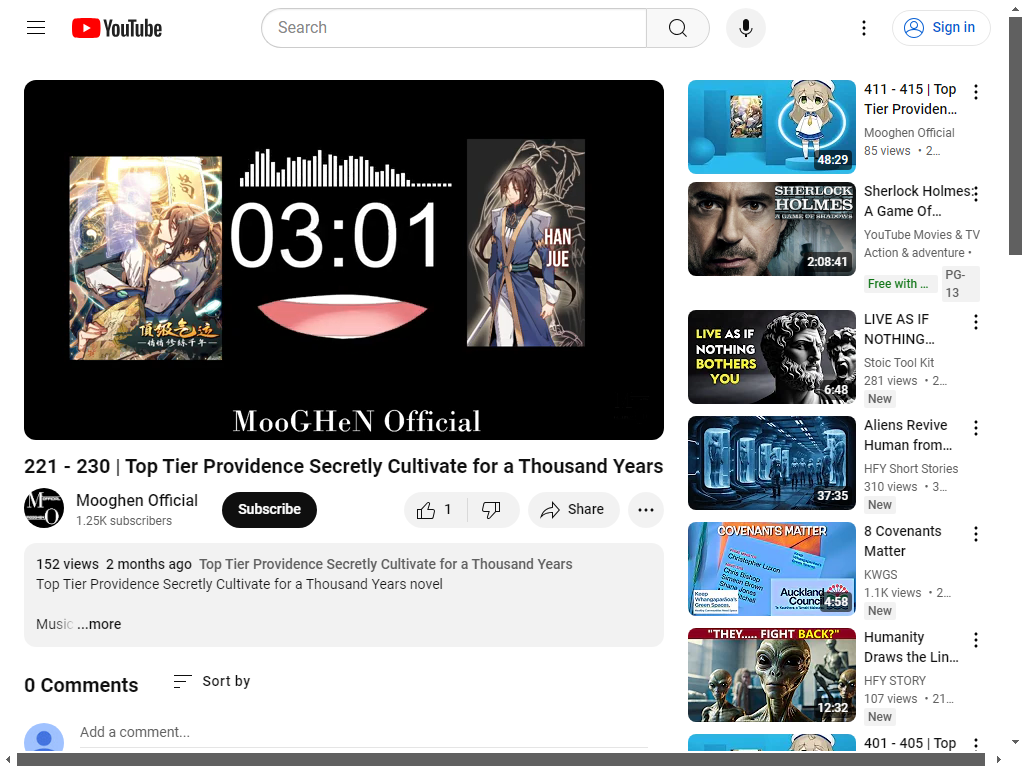 YouTube
Search
Sign in
03:01
HAN
JUE
頂级气运
悄悄修练千年
MooGHeN Official
221 - 230 | Top Tier Providence Secretly Cultivate for a Thousand Years
Mooghen Official
1.25K subscribers
Subscribe
1
Share
152 views 2 months ago Top Tier Providence Secretly Cultivate for a Thousand Years
Top Tier Providence Secretly Cultivate for a Thousand Years novel
Music ...more
0 Comments
Sort by
Add a comment...
48:29
411 - 415 | Top
Tier Providen...
Mooghen Official
85 views • 2...
SHERLOCK
HOLMES
A GAME OF SHADOWS
2:08:41
Sherlock Holmes:
A Game Of...
YouTube Movies & TV
Action & adventure •
Free with ...
PG-
13
LIVE AS IF
NOTHING
BOTHERS
YOU
6:48
LIVE AS IF
NOTHING...
Stoic Tool Kit
281 views • 2...
New
37:35
Aliens Revive
Human from...
HFY Short Stories
310 views • 3...
New
COVENANTS MATTER
Christopher Luxon
Chris Bishop
Simeon Brown
Shane Jones
Keep
Whangaparāoa's
Green Spaces.
Auckland
Council
4:58
8 Covenants
Matter
KWGS
1.1K views • 2...
New
"THEY..... FIGHT BACK?"
12:32
Humanity
Draws the Lin...
HFY STORY
107 views • 21...
New
401 - 405 | Top